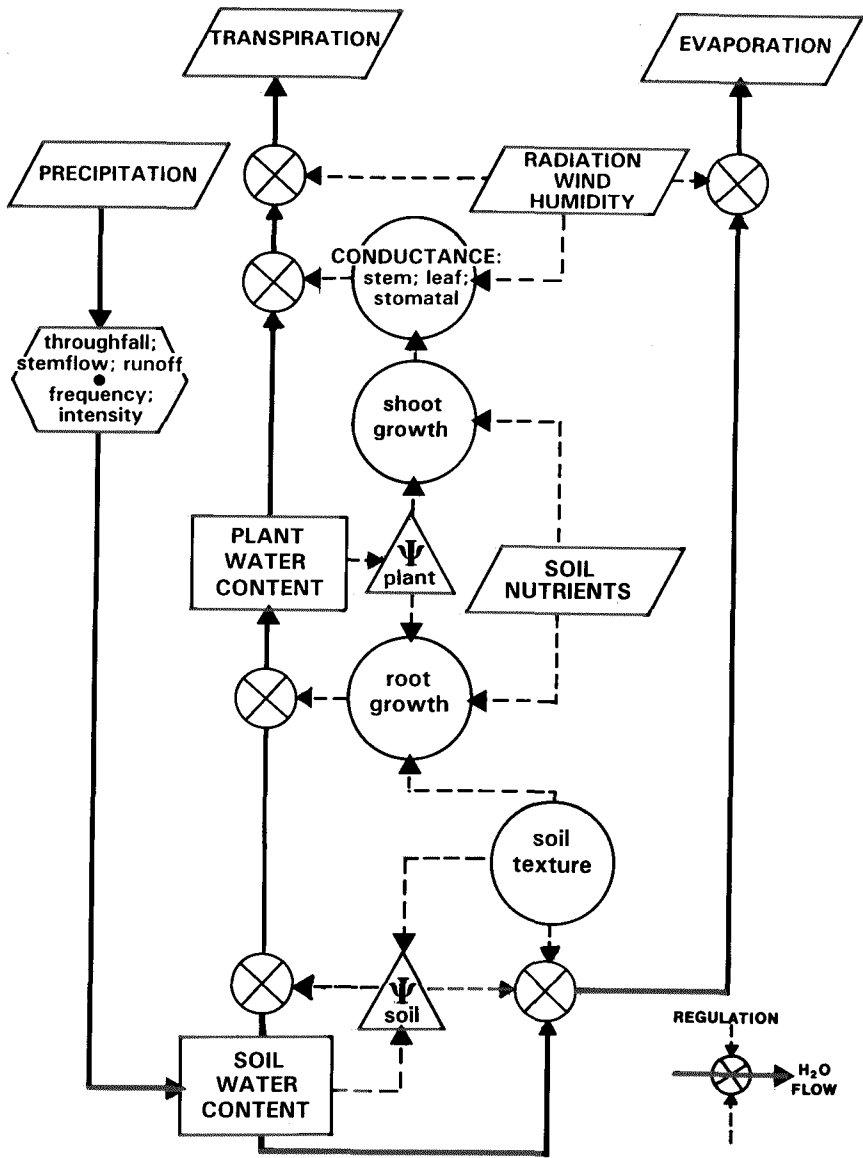 TRANSPIRATION
EVAPORATION
PRECIPITATION
RADIATION
WIND
HUMIDITY
CONDUCTANCE:
stem; leaf;
stomatal
throughfall;
stemflow; runoff
•
frequency;
intensity
shoot
growth
PLANT
WATER
CONTENT
Ψ
plant
SOIL
NUTRIENTS
root
growth
soil
texture
Ψ
soil
SOIL
WATER
CONTENT
REGULATION
H₂O
FLOW